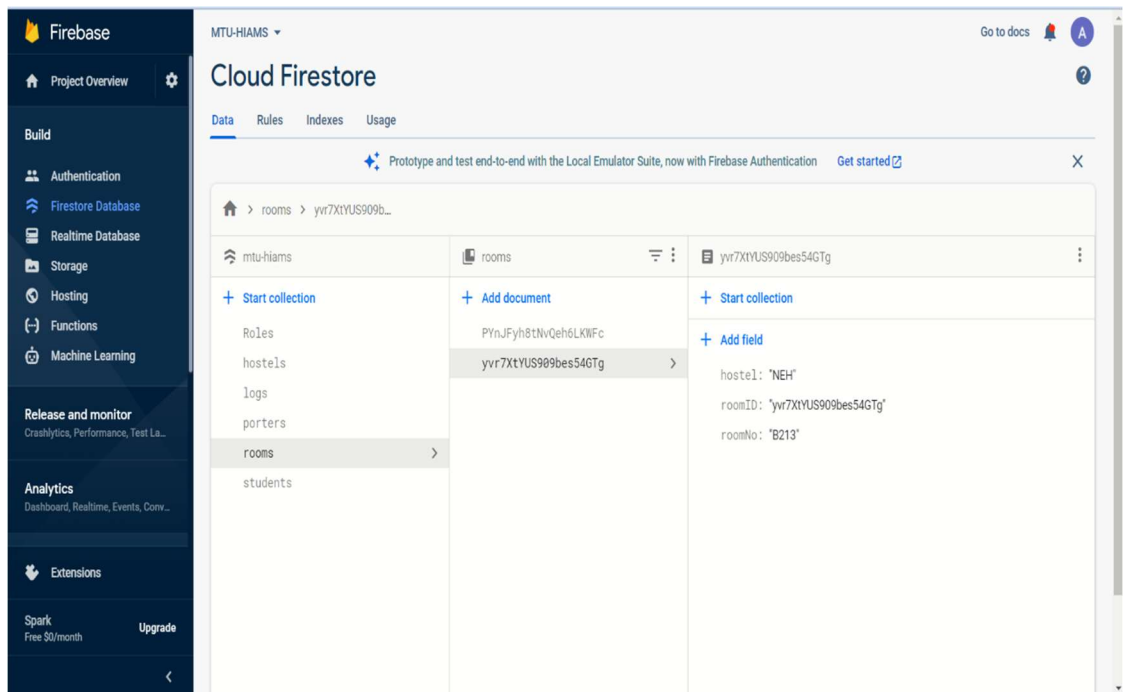 Firebase
Project Overview
Build
Authentication
Firestore Database
Realtime Database
Storage
Hosting
Functions
Machine Learning
Release and monitor
Crashlytics, Performance, Test La...
Analytics
Dashboard, Realtime, Events, Conv...
Extensions
Spark
Free $0/month
Upgrade
MTU-HIAMS
Go to docs
A
Cloud Firestore
Data Rules Indexes Usage
Prototype and test end-to-end with the Local Emulator Suite, now with Firebase Authentication Get started
rooms > yvr7XtYUS909b...
mtu-hiams
+ Start collection
Roles
hostels
logs
porters
rooms
students
rooms
+ Add document
PYnJFyh8tNvQeh6LKWFc
yvr7XtYUS909bes54GTg
yvr7XtYUS909bes54GTg
+ Start collection
+ Add field
hostel: "NEH"
roomID: "yvr7XtYUS909bes54GTg"
roomNo: "B213"